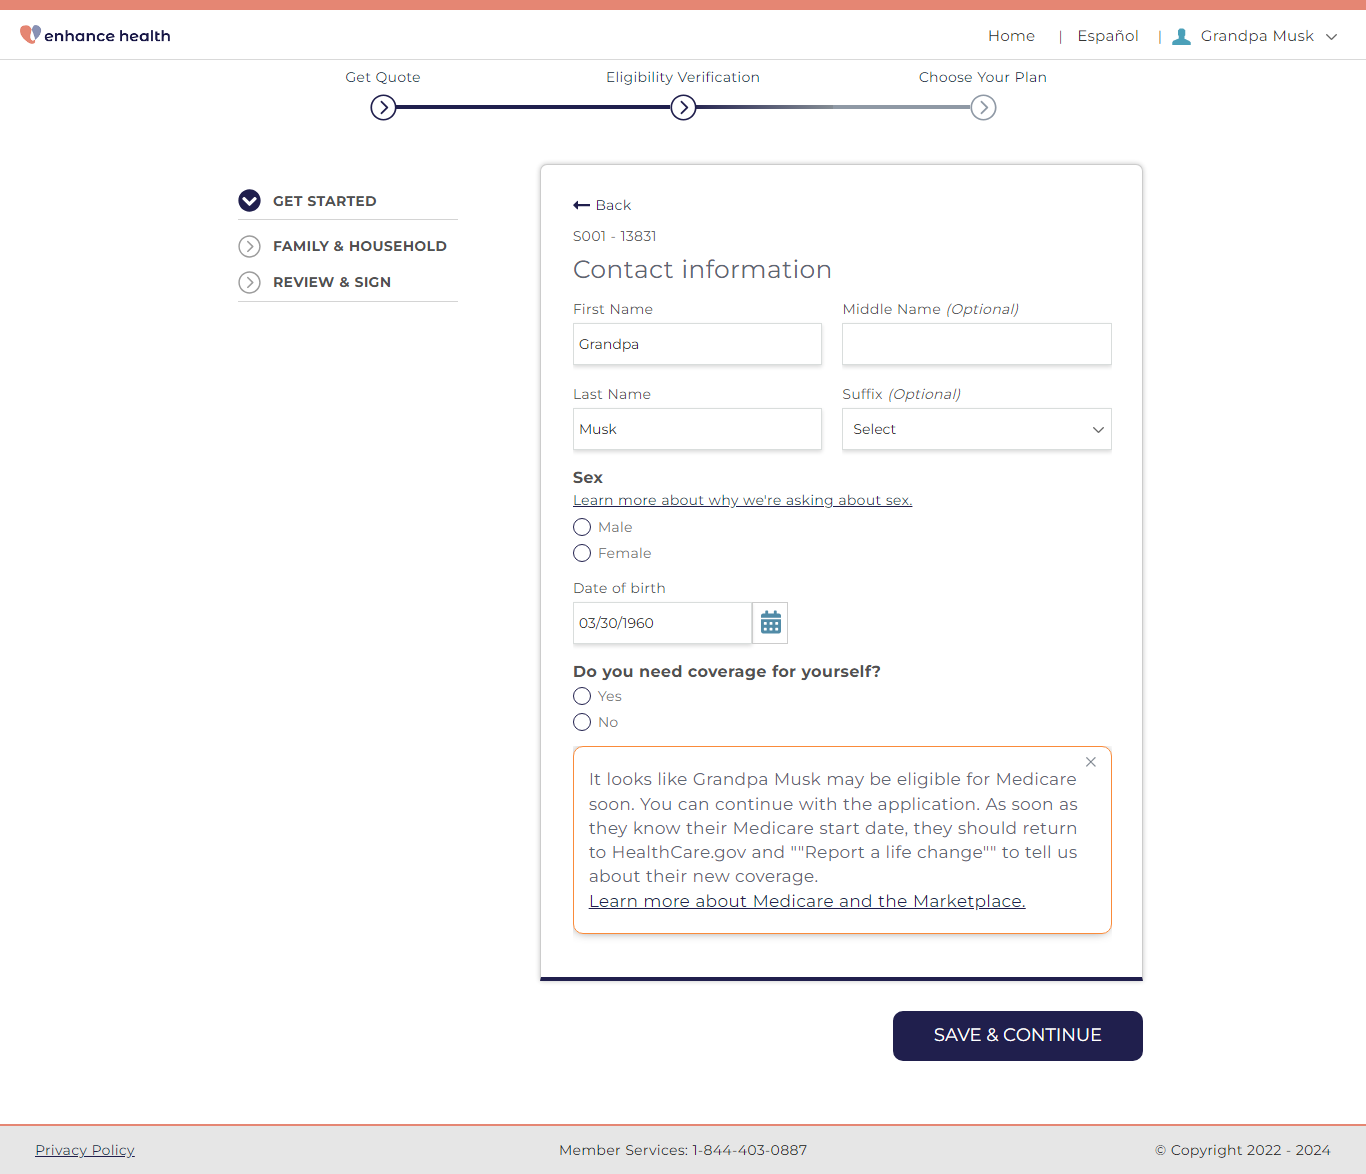 enhance health
Home | Español | Grandpa Musk
Get Quote
Eligibility Verification
Choose Your Plan
GET STARTED
FAMILY & HOUSEHOLD
REVIEW & SIGN
Back
S001 - 13831
Contact information
First Name
Middle Name (Optional)
Grandpa
Last Name
Suffix (Optional)
Musk
Select
Sex
Learn more about why we're asking about sex.
Male
Female
Date of birth
03/30/1960
Do you need coverage for yourself?
Yes
No
It looks like Grandpa Musk may be eligible for Medicare
soon. You can continue with the application. As soon as
they know their Medicare start date, they should return
to HealthCare.gov and ""Report a life change"" to tell us
about their new coverage.
Learn more about Medicare and the Marketplace.
SAVE & CONTINUE
Privacy Policy
Member Services: 1-844-403-0887
© Copyright 2022 - 2024